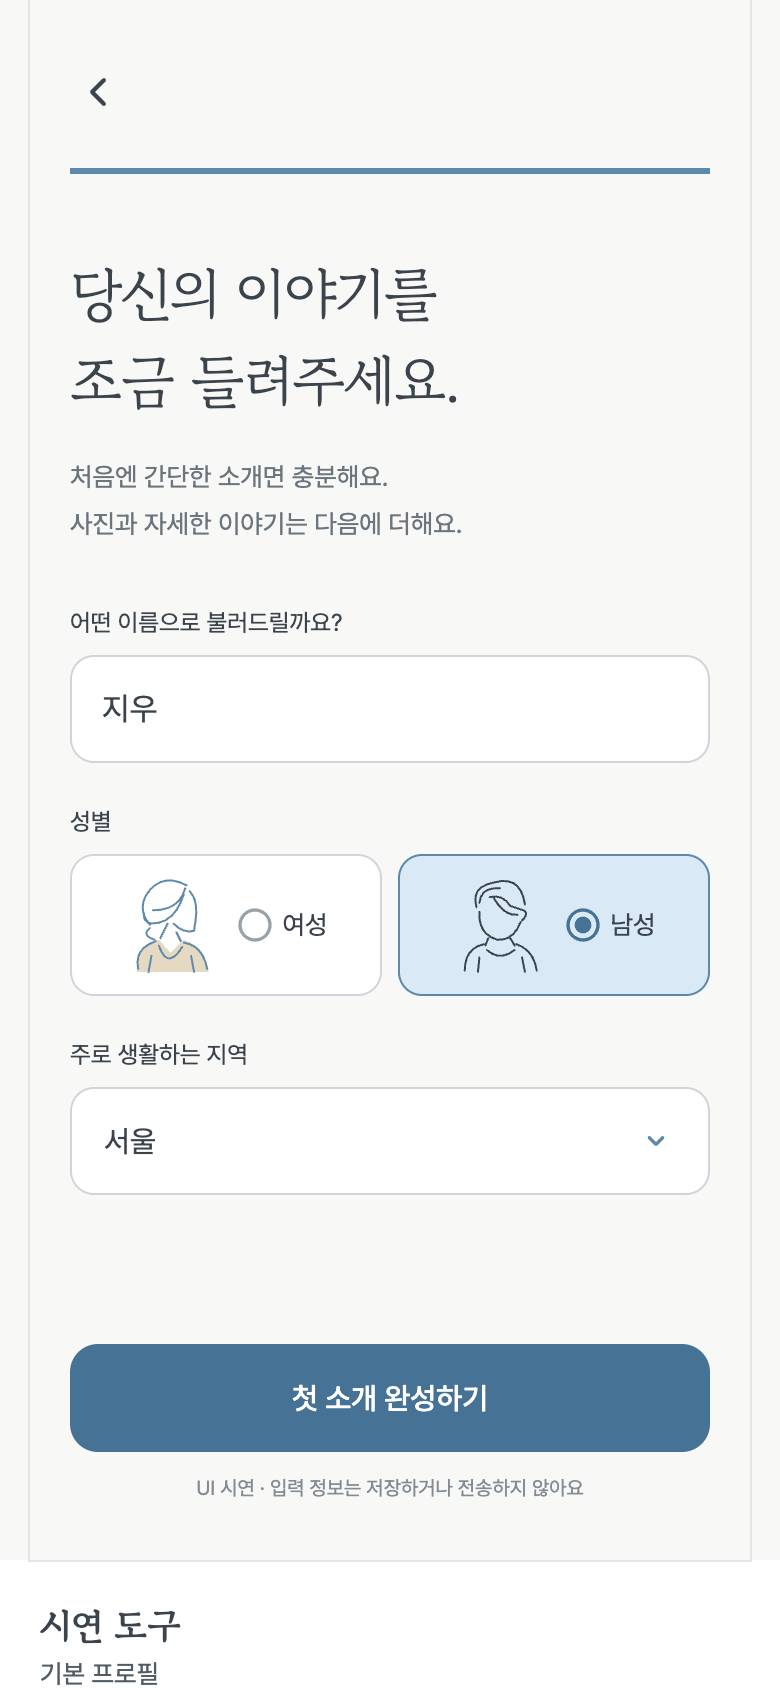 당신의 이야기를
조금 들려주세요.
처음엔 간단한 소개면 충분해요.
사진과 자세한 이야기는 다음에 더해요.
어떤 이름으로 불러드릴까요?
지우
성별
여성
남성
주로 생활하는 지역
서울
첫 소개 완성하기
UI 시연 · 입력 정보는 저장하거나 전송하지 않아요
시연 도구
기본 프로필